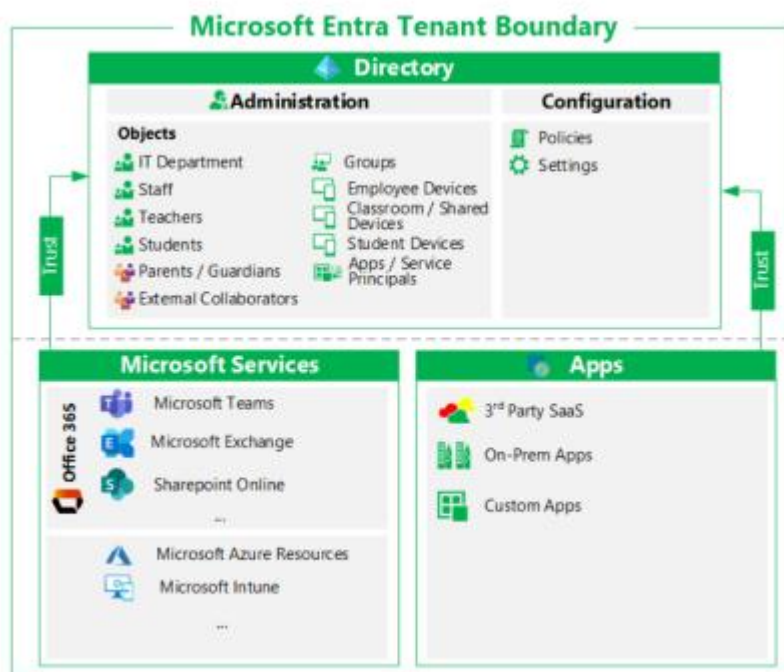 Microsoft Entra Tenant Boundary
Directory
Administration
Objects
IT Department
Staff
Teachers
Students
Parents / Guardians
External Collaborators
Groups
Employee Devices
Classroom / Shared
Devices
Student Devices
Apps / Service
Principals
Configuration
Policies
Settings
Trust
Trust
Microsoft Services
Office 365
Microsoft Teams
Microsoft Exchange
Sharepoint Online
...
Microsoft Azure Resources
Microsoft Intune
...
Apps
3rd Party SaaS
On-Prem Apps
Custom Apps